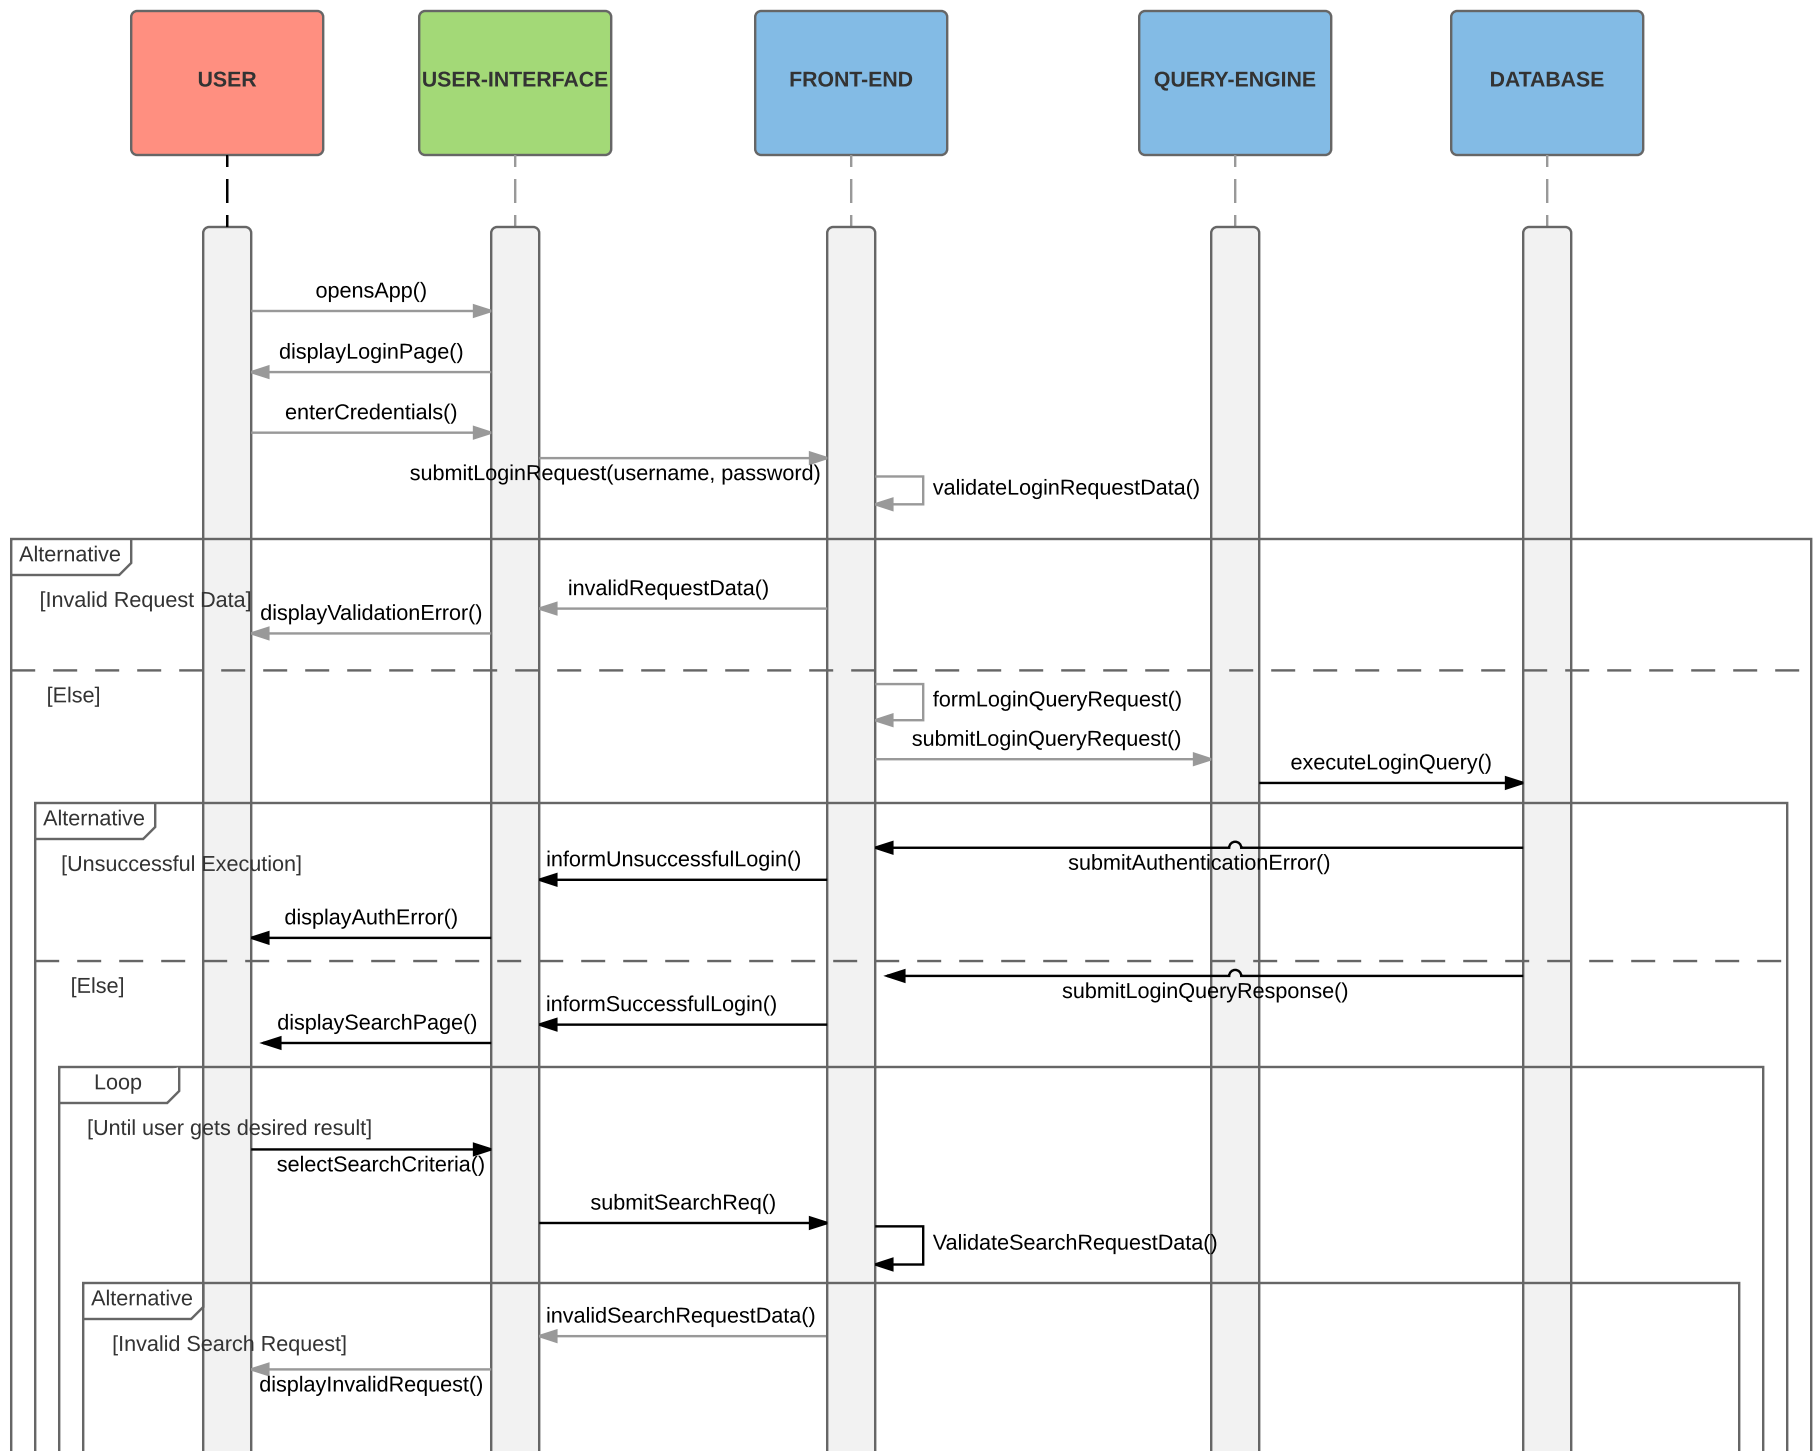 USER
USER-INTERFACE
FRONT-END
QUERY-ENGINE
DATABASE
opensApp()
displayLoginPage()
enterCredentials()
submitLoginRequest(username, password)
validateLoginRequestData()
Alternative
[Invalid Request Data]
invalidRequestData()
displayValidationError()
[Else]
formLoginQueryRequest()
submitLoginQueryRequest()
executeLoginQuery()
Alternative
[Unsuccessful Execution]
submitAuthenticationError()
informUnsuccessfulLogin()
displayAuthError()
[Else]
submitLoginQueryResponse()
informSuccessfulLogin()
displaySearchPage()
Loop
[Until user gets desired result]
selectSearchCriteria()
submitSearchReq()
ValidateSearchRequestData()
Alternative
[Invalid Search Request]
invalidSearchRequestData()
displayInvalidRequest()